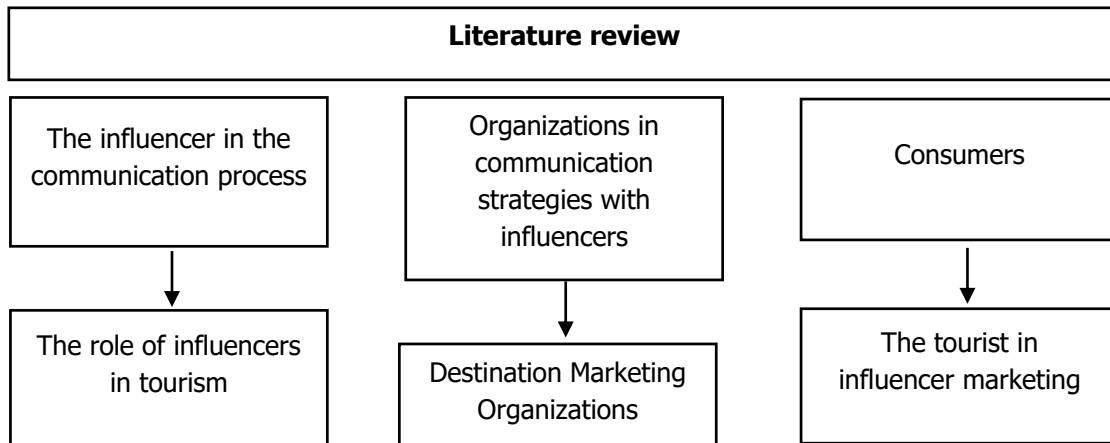 Literature review
The influencer in the
communication process
Organizations in
communication
strategies with
influencers
Consumers
The role of influencers
in tourism
Destination Marketing
Organizations
The tourist in
influencer marketing